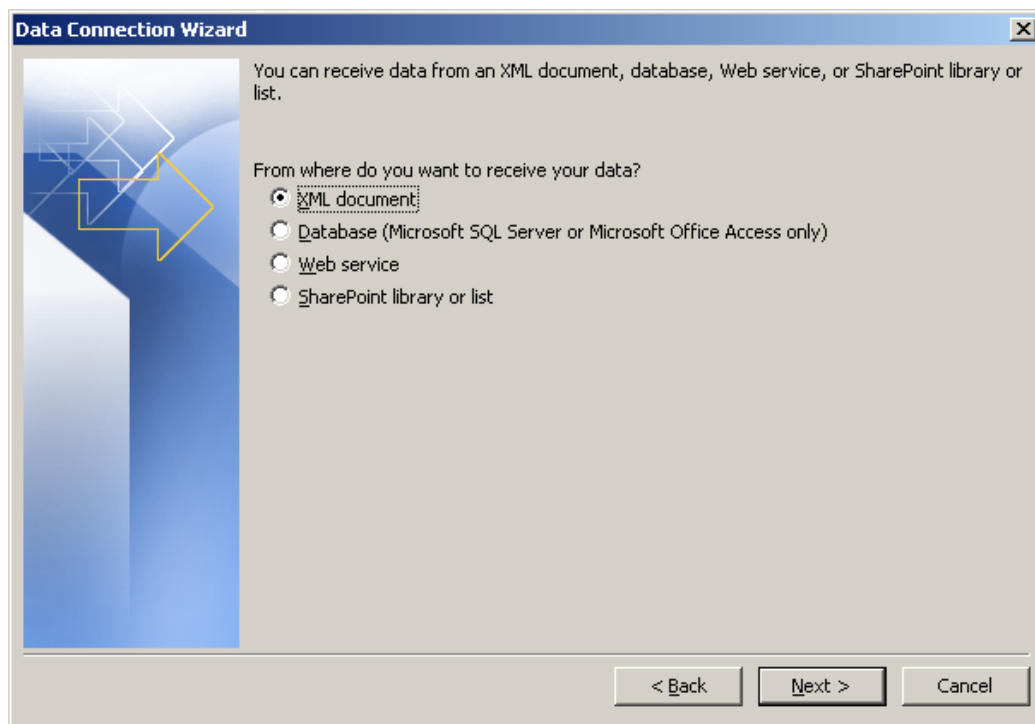 Data Connection Wizard
You can receive data from an XML document, database, Web service, or SharePoint library or
list.
From where do you want to receive your data?
XML document
Database (Microsoft SQL Server or Microsoft Office Access only)
Web service
SharePoint library or list
< Back
Next >
Cancel